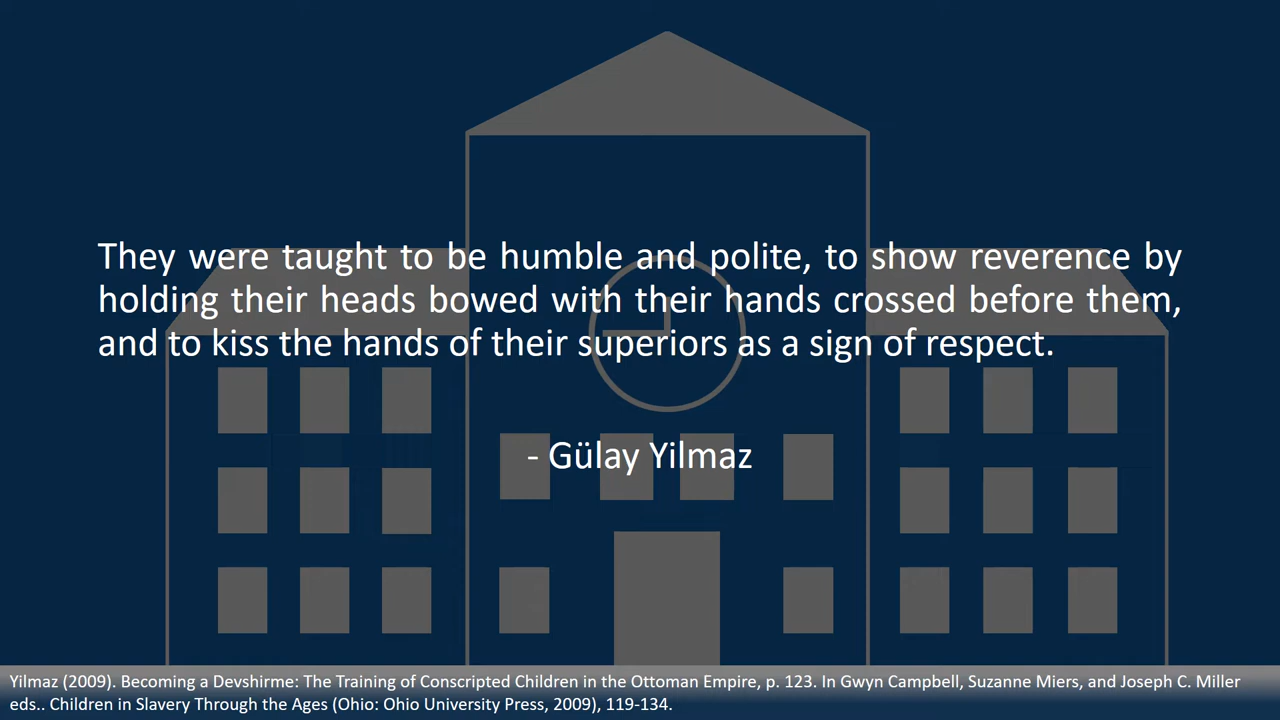 They were taught to be humble and polite, to show reverence by
holding their heads bowed with their hands crossed before them,
and to kiss the hands of their superiors as a sign of respect.
- Gülay Yilmaz
Yilmaz (2009). Becoming a Devshirme: The Training of Conscripted Children in the Ottoman Empire, p. 123. In Gwyn Campbell, Suzanne Miers, and Joseph C. Miller
eds.. Children in Slavery Through the Ages (Ohio: Ohio University Press, 2009), 119-134.